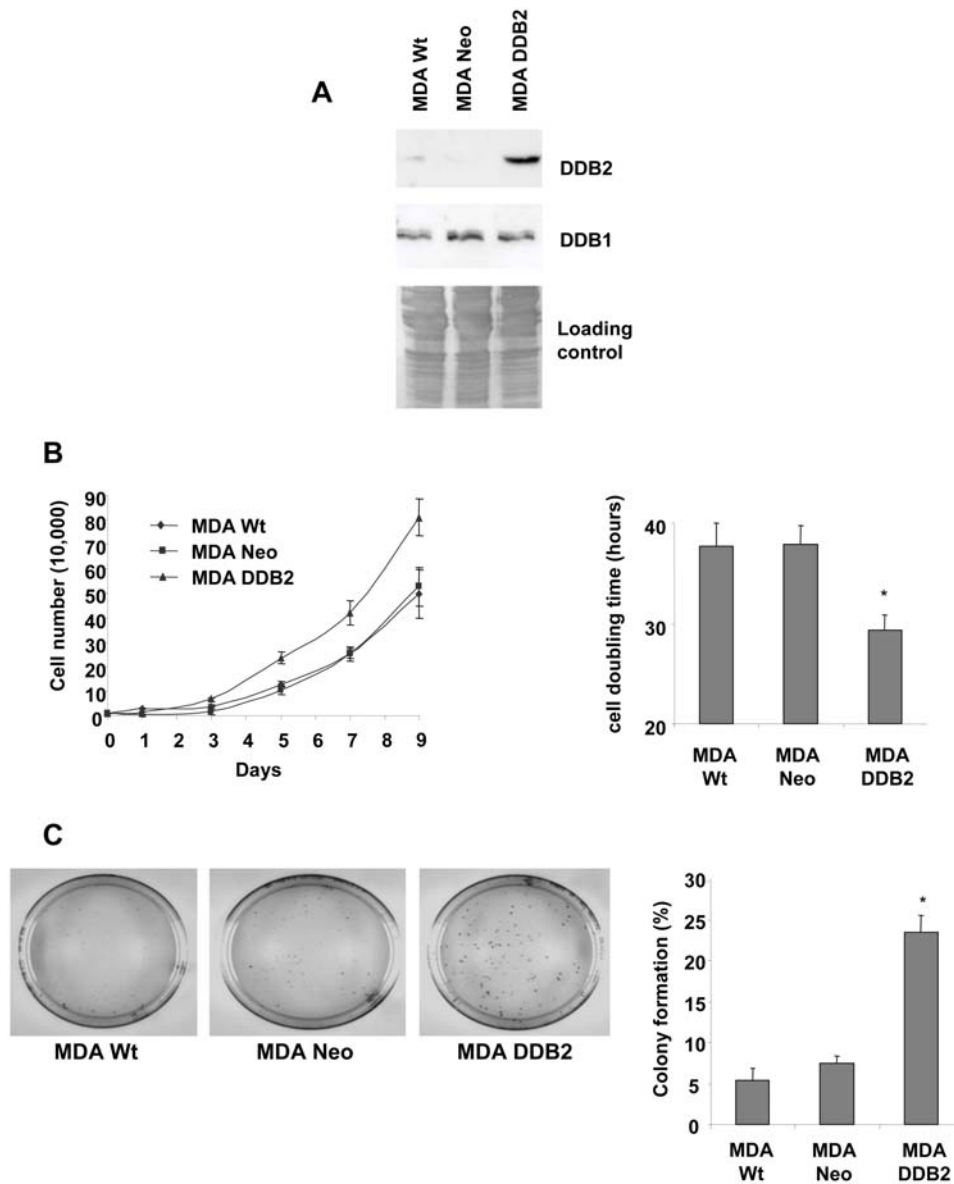 A
MDA Wt
MDA Neo
MDA DDB2
DDB2
DDB1
Loading
control
B
Cell number (10,000)
90
80
70
60
50
40
30
20
10
0
MDA Wt
MDA Neo
MDA DDB2
0 1 2 3 4 5 6 7 8 9
Days
cell doubling time (hours)
40
30
20
*
MDA
Wt
MDA
Neo
MDA
DDB2
C
MDA Wt
MDA Neo
MDA DDB2
Colony formation (%)
30
25
20
15
10
5
0
*
MDA
Wt
MDA
Neo
MDA
DDB2